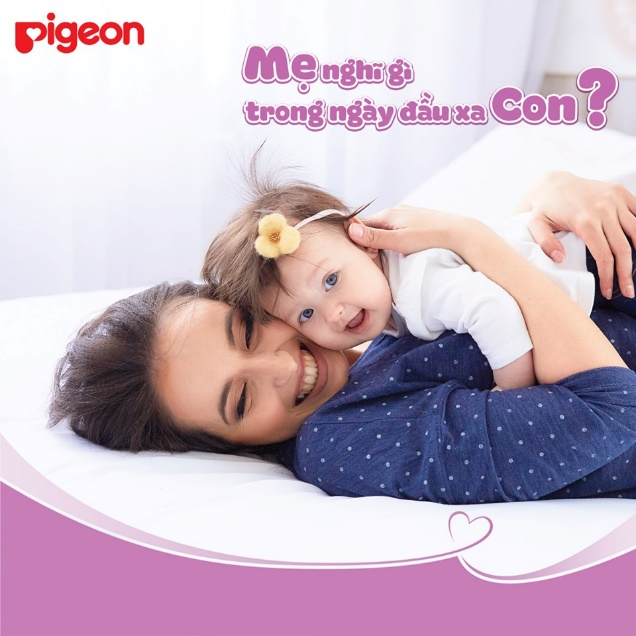 Pigeon
Mẹ nghĩ gì
trong ngày đầu xa Con?